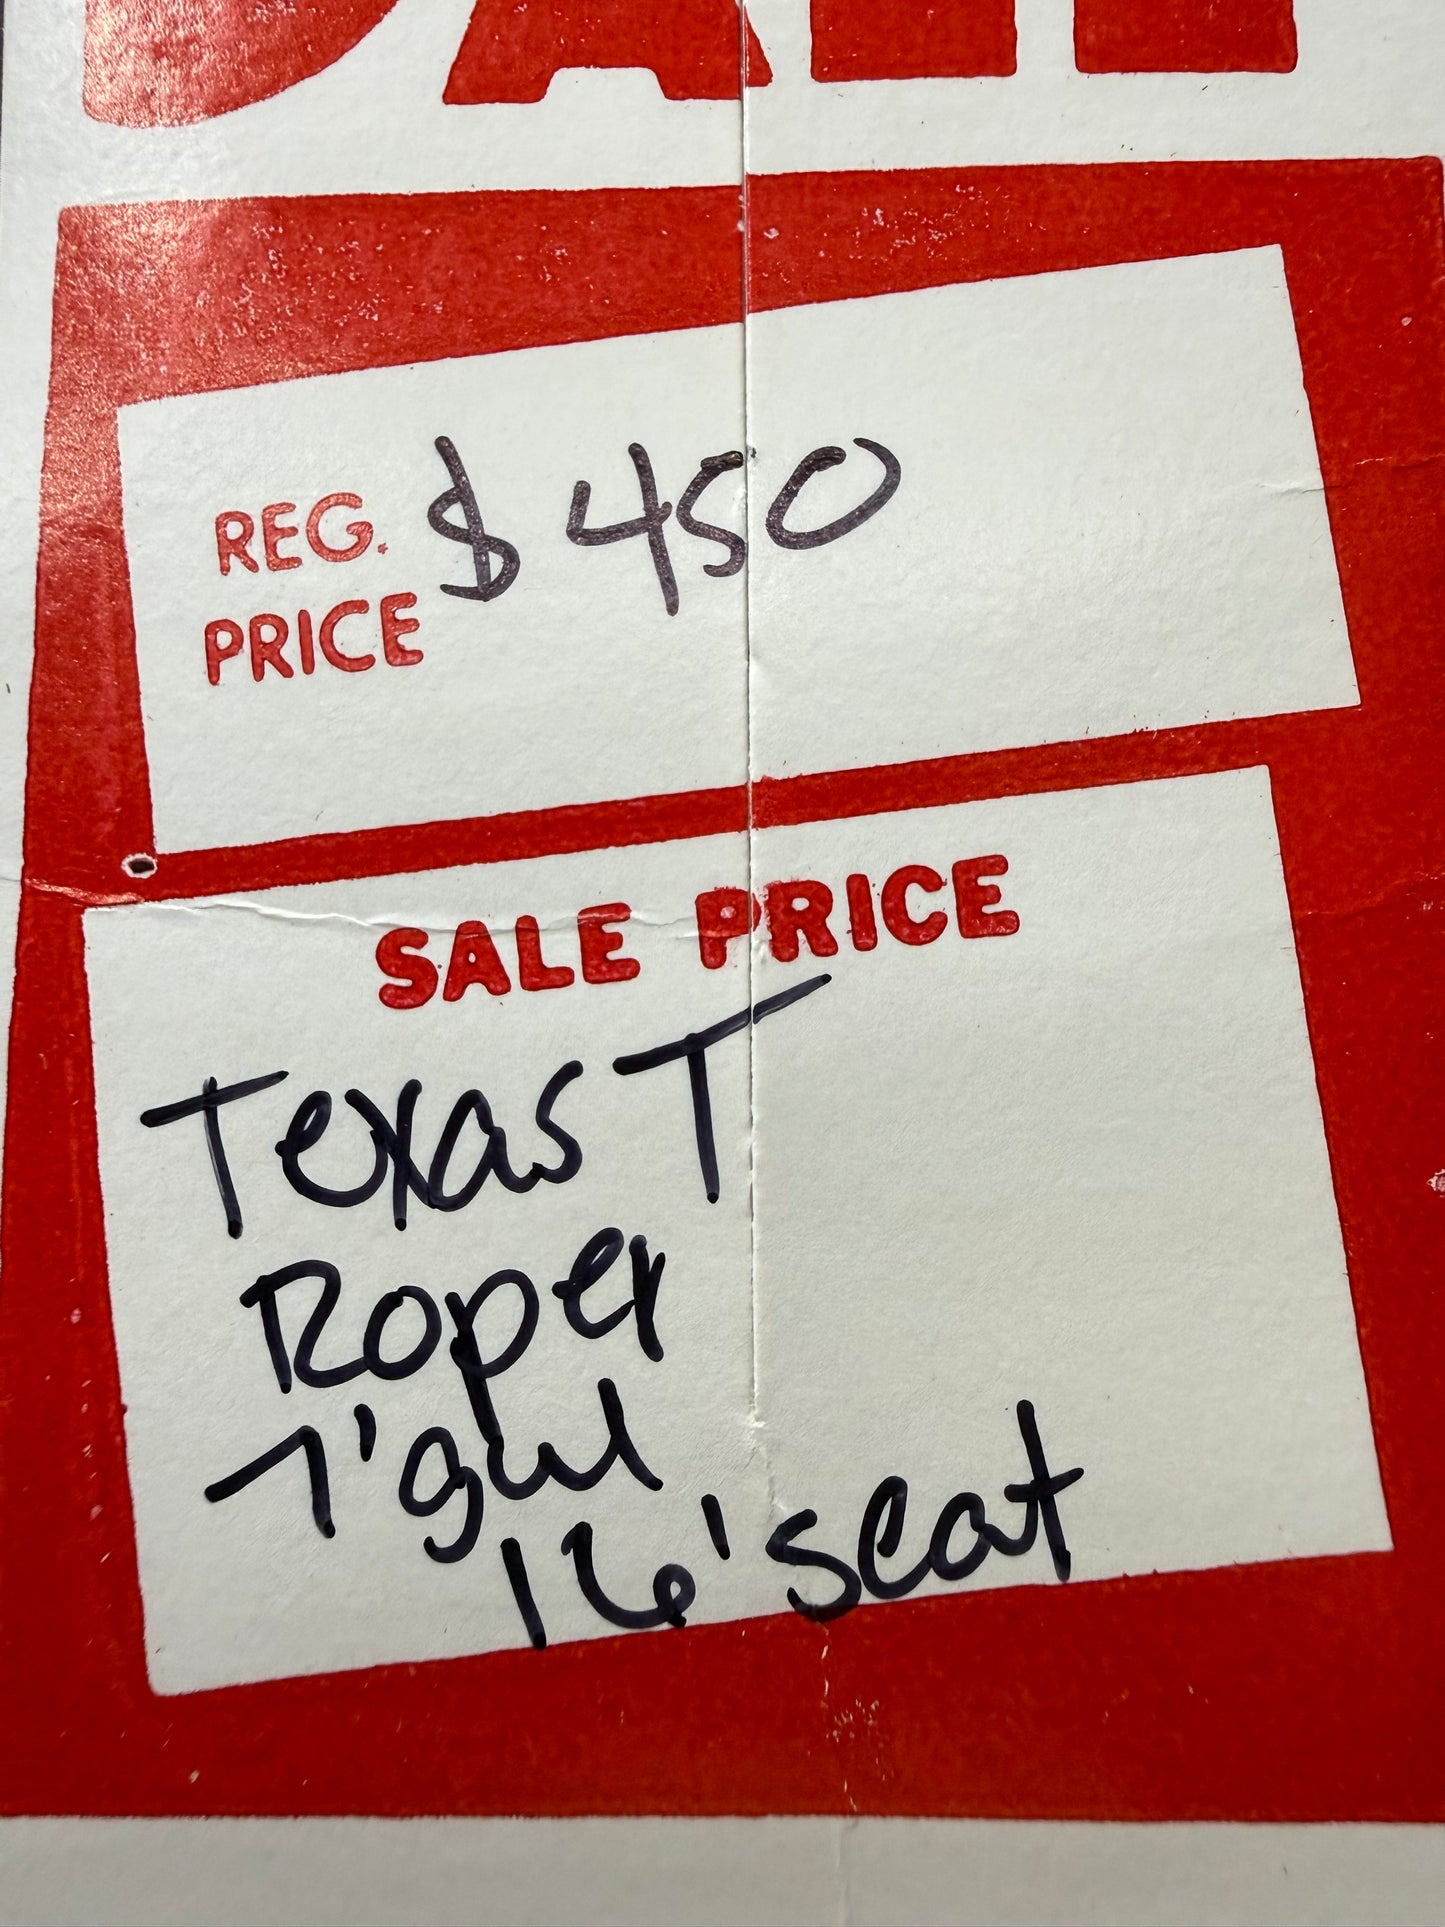 REG. $450
PRICE
SALE PRICE
Texas T
Roper
7' gul
16' seat